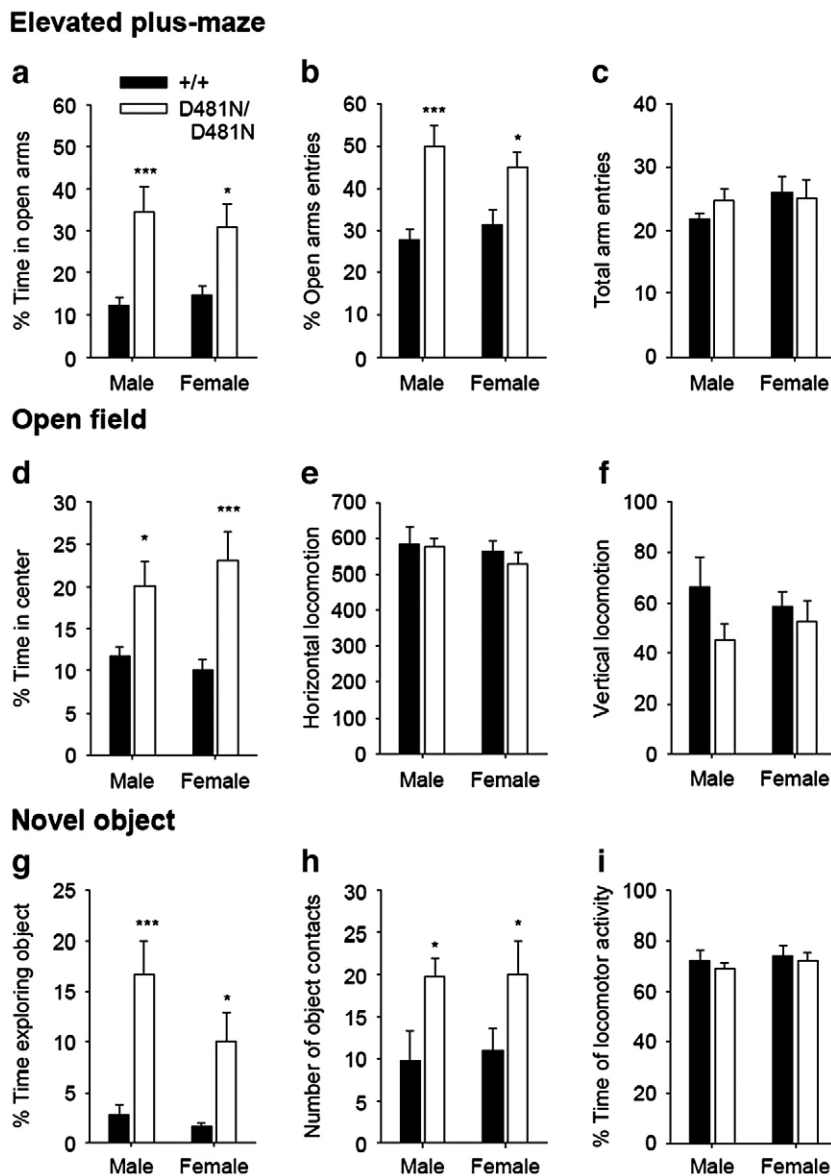 Elevated plus-maze
a
+/+
D481N/
D481N
% Time in open arms
60
50
40
30
20
10
0
***
*
Male
Female
b
% Open arms entries
60
50
40
30
20
10
0
***
*
Male
Female
c
Total arm entries
40
30
20
10
0
Male
Female
Open field
d
% Time in center
30
25
20
15
10
5
0
*
***
Male
Female
e
Horizontal locomotion
700
600
500
400
300
200
100
0
Male
Female
f
Vertical locomotion
100
80
60
40
20
0
Male
Female
Novel object
g
% Time exploring object
25
20
15
10
5
0
***
*
Male
Female
h
Number of object contacts
30
25
20
15
10
5
0
*
*
Male
Female
i
% Time of locomotor activity
100
80
60
40
20
0
Male
Female